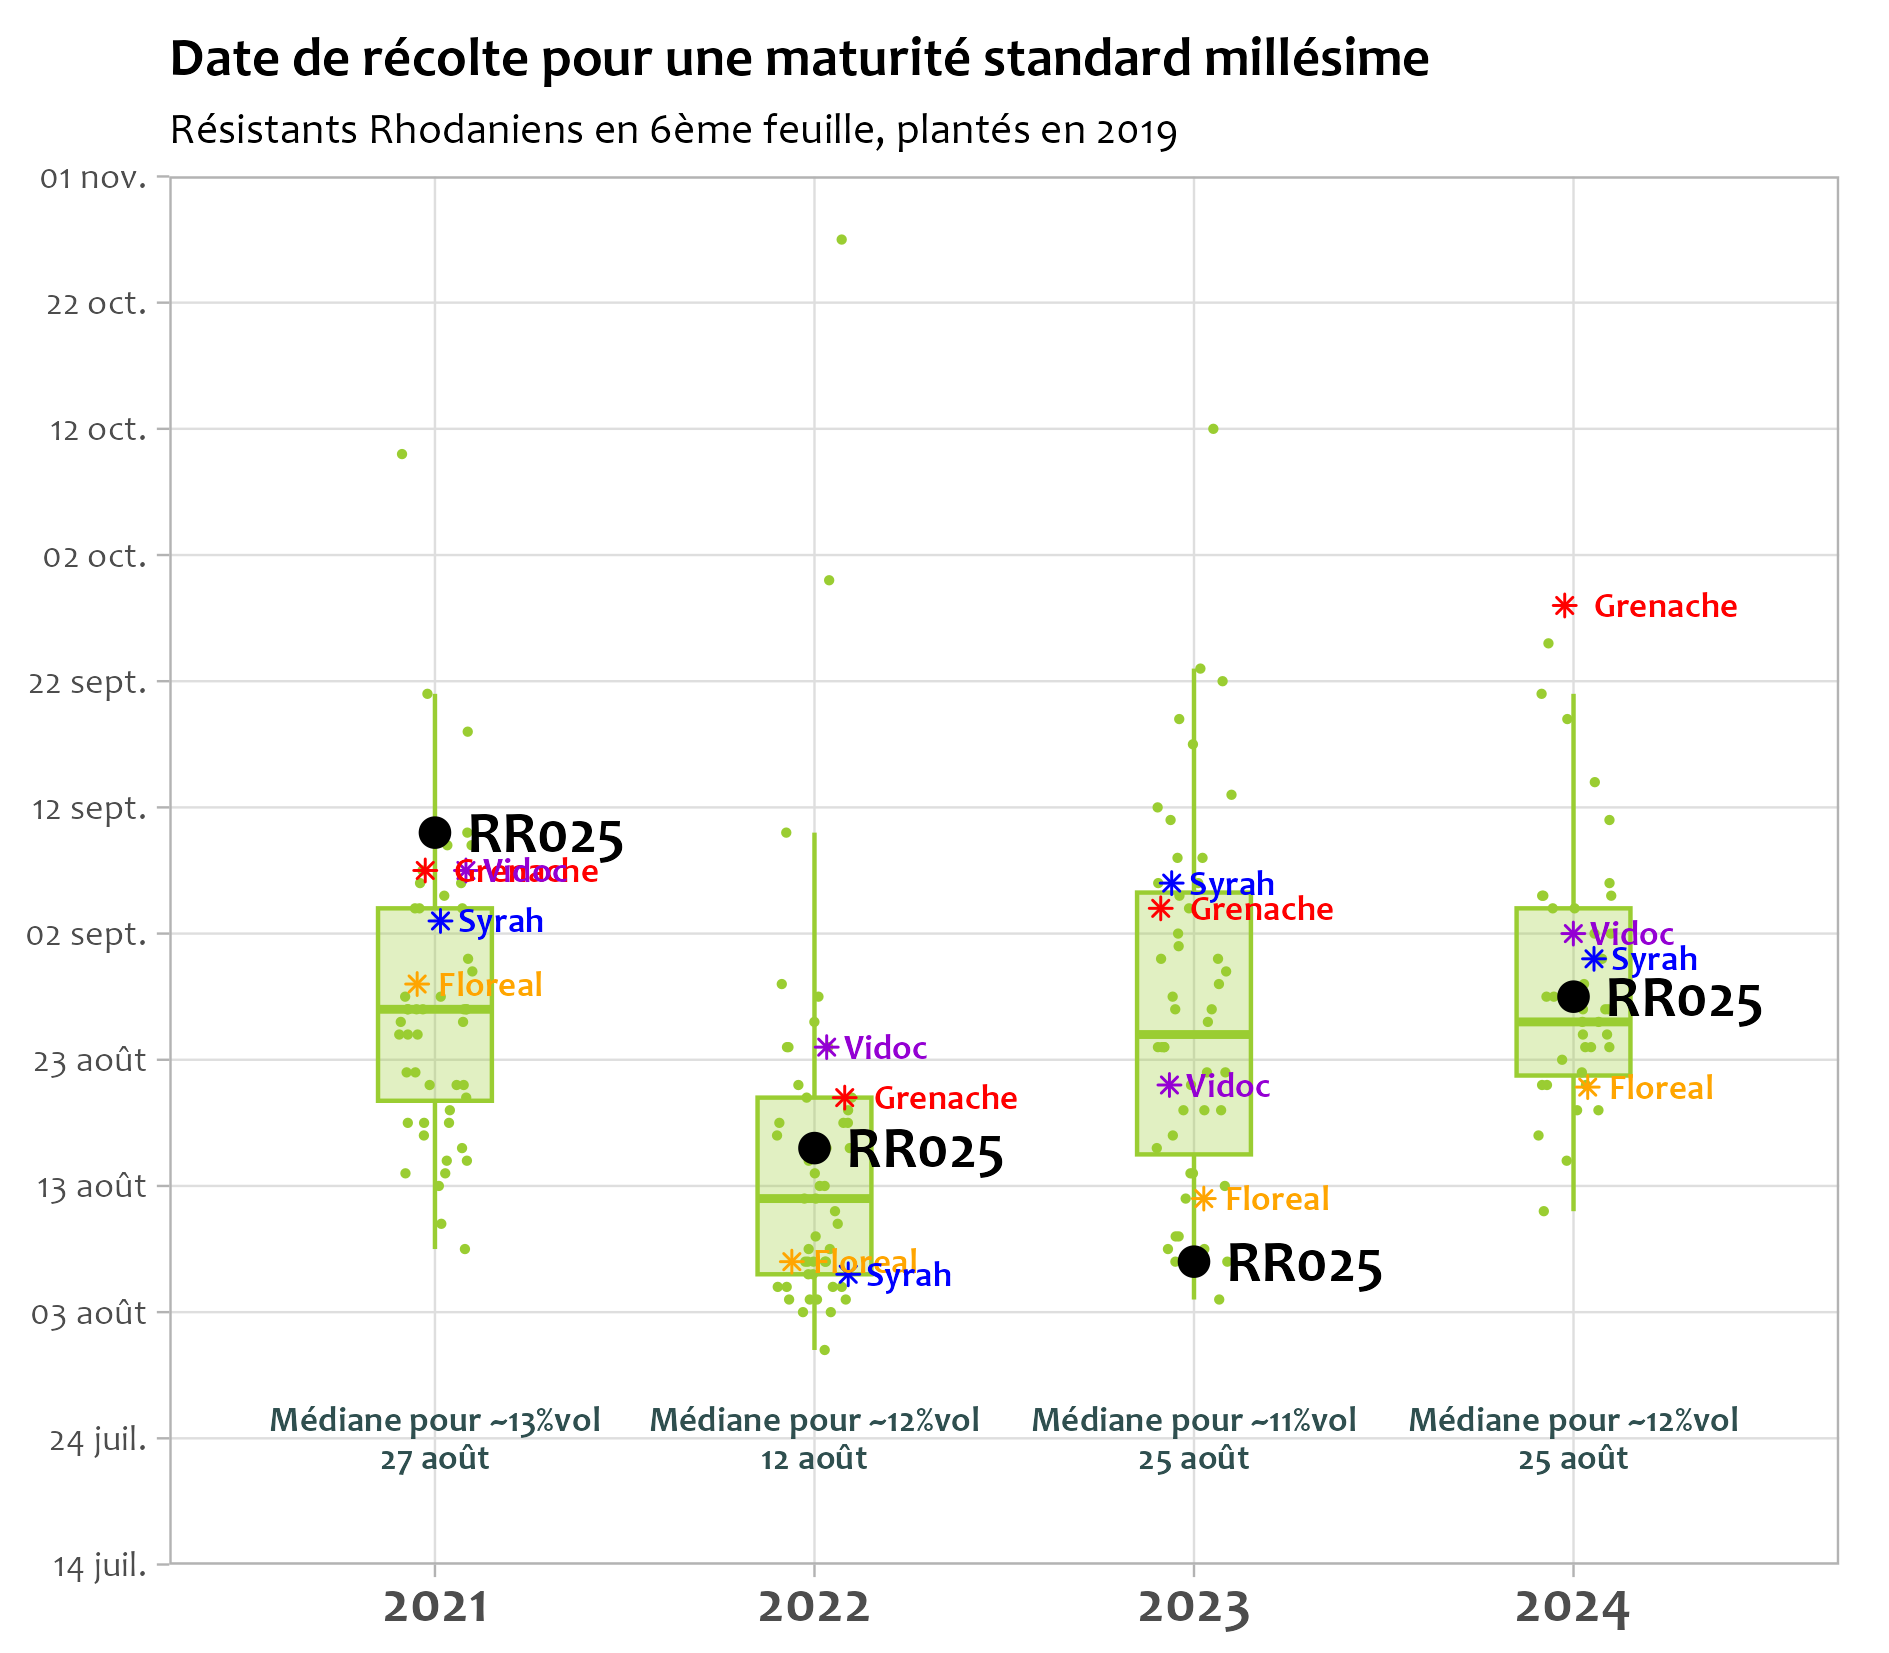 Date de récolte pour une maturité standard millésime
Résistants Rhodaniens en 6ème feuille, plantés en 2019
01 nov.
22 oct.
12 oct.
02 oct.
22 sept.
12 sept.
02 sept.
23 août
13 août
03 août
24 juil.
14 juil.
RR025
Grenache
Vidoc
Syrah
Floreal
Vidoc
Grenache
RR025
Floreal
Syrah
Syrah
Grenache
Vidoc
Floreal
RR025
Grenache
Vidoc
Syrah
RR025
Floreal
Médiane pour ~13%vol
27 août
Médiane pour ~12%vol
12 août
Médiane pour ~11%vol
25 août
Médiane pour ~12%vol
25 août
2021
2022
2023
2024